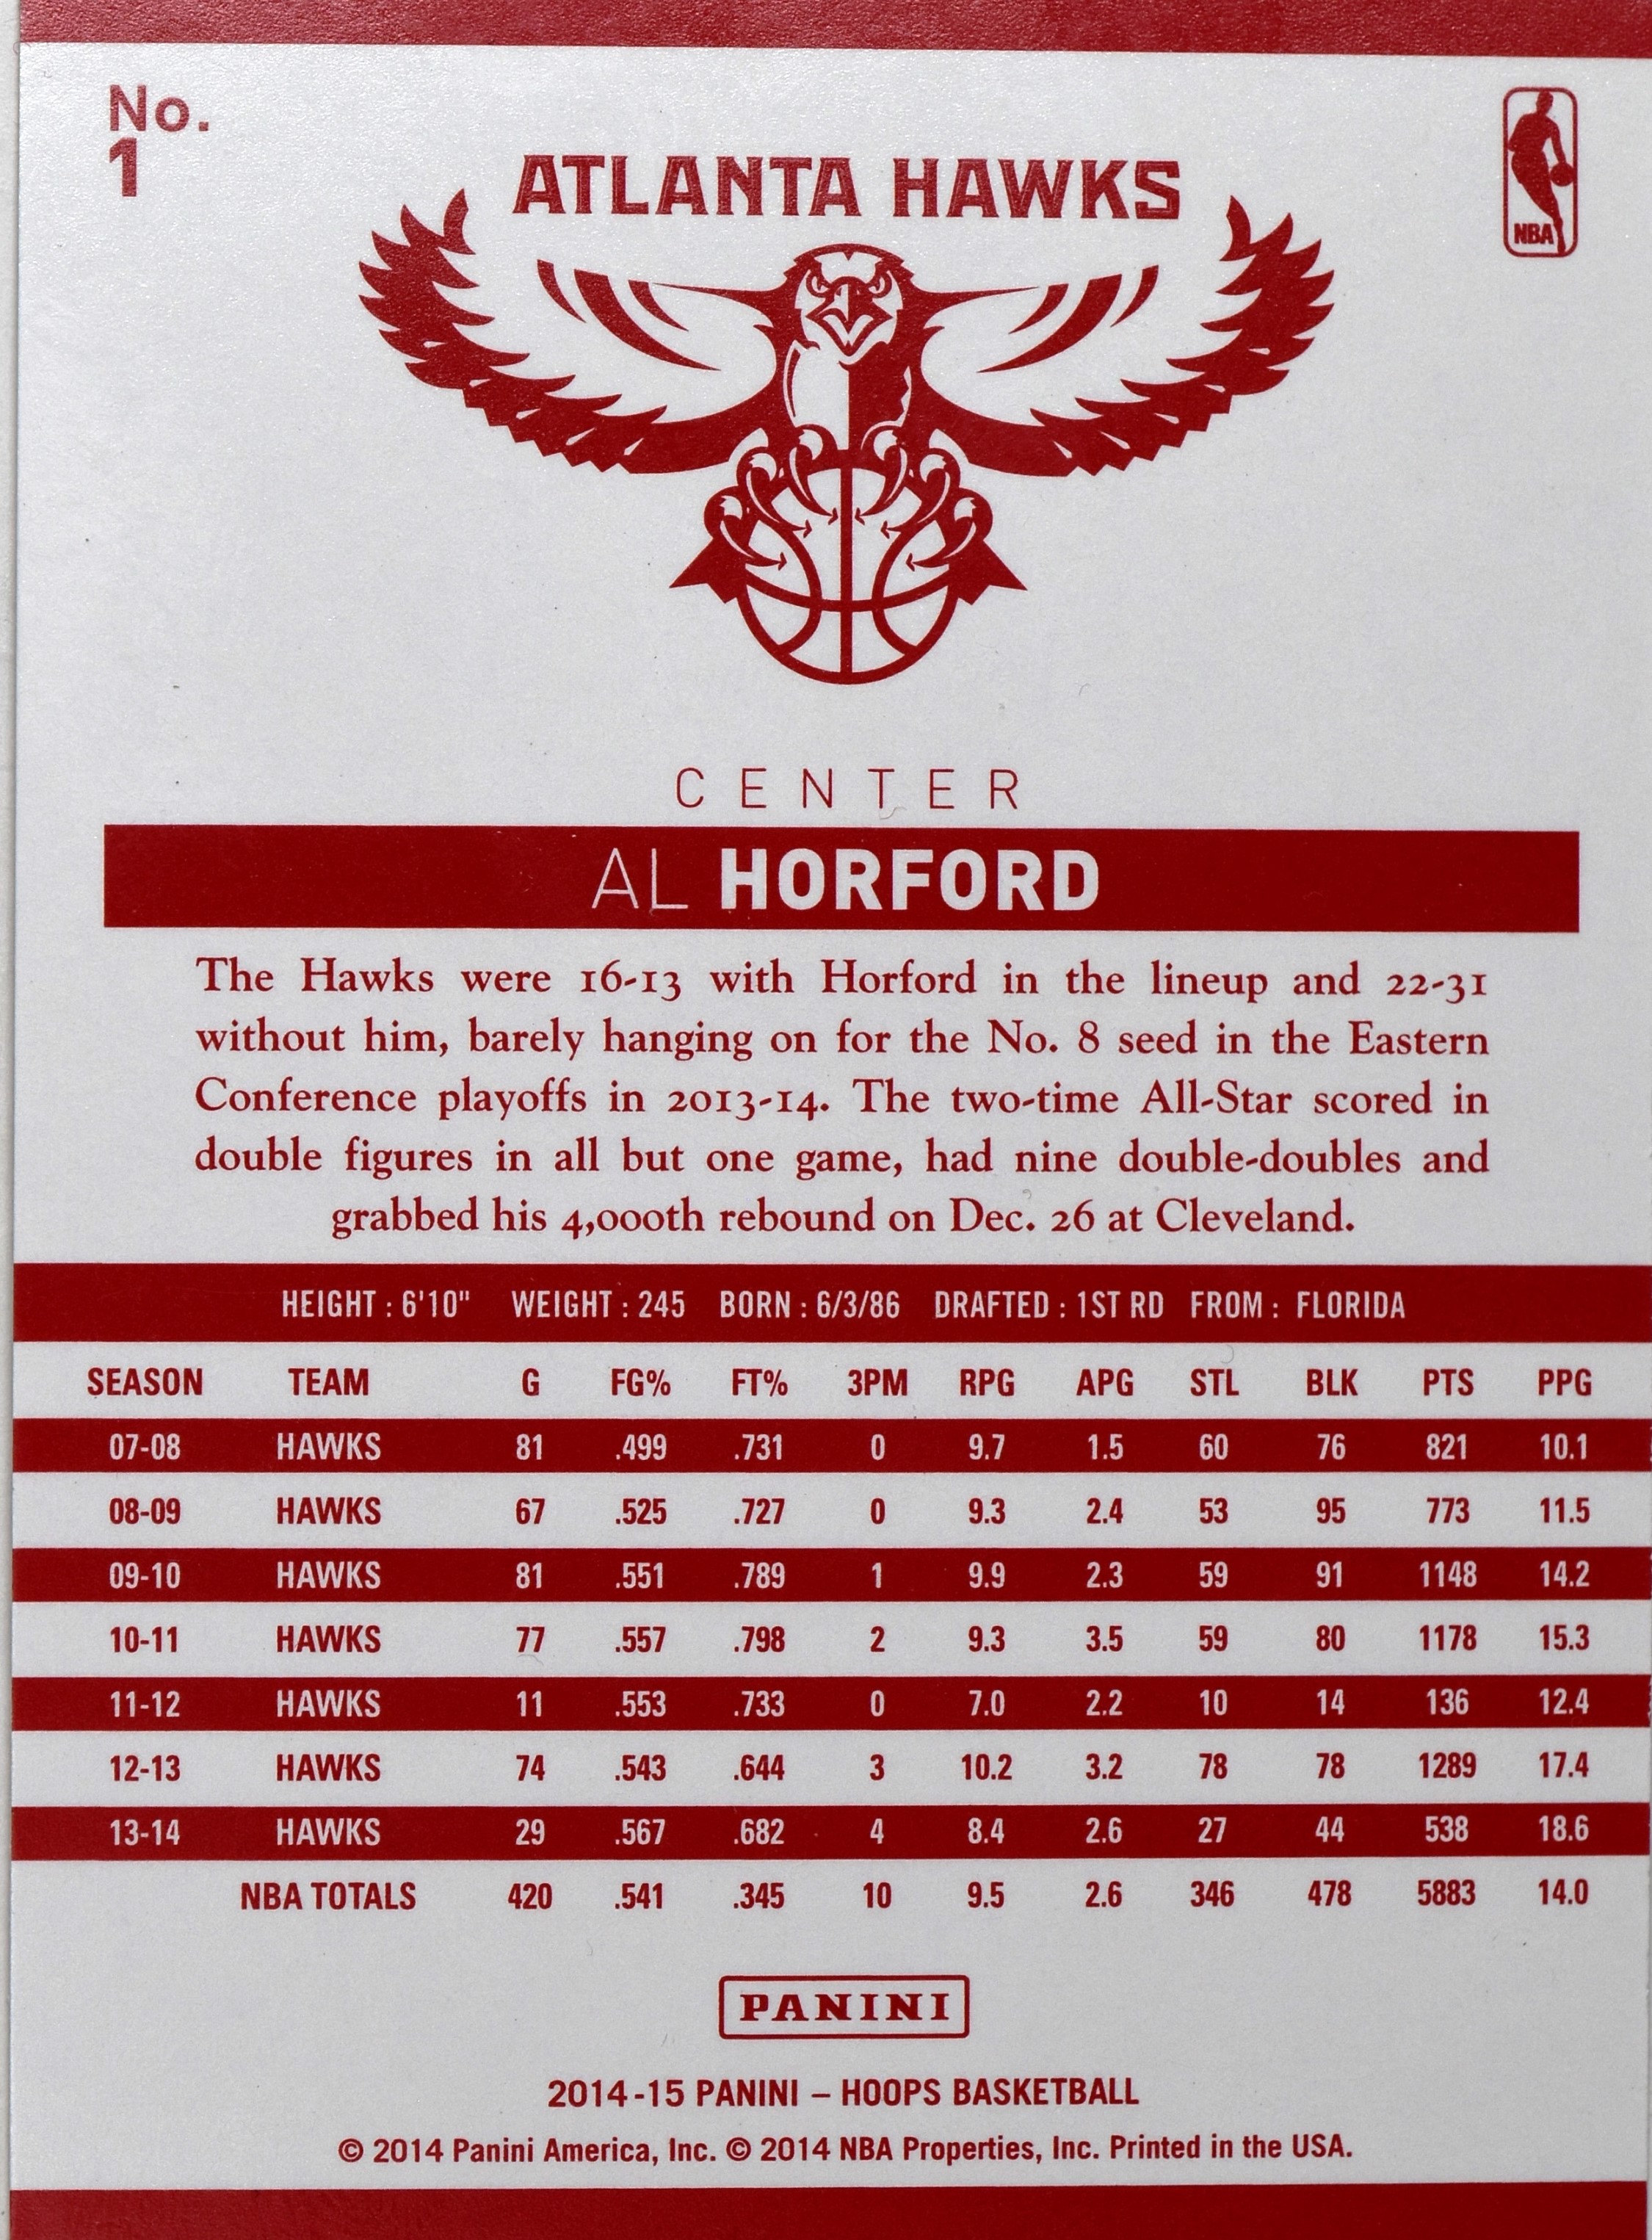 No.
1
NBA
ATLANTA HAWKS
CENTER
AL HORFORD
The Hawks were 16-13 with Horford in the lineup and 22-31
without him, barely hanging on for the No. 8 seed in the Eastern
Conference playoffs in 2013-14. The two-time All-Star scored in
double figures in all but one game, had nine double-doubles and
grabbed his 4,000th rebound on Dec. 26 at Cleveland.
HEIGHT : 6'10" WEIGHT : 245 BORN : 6/3/86 DRAFTED : 1ST RD FROM : FLORIDA
SEASON TEAM G FG% FT% 3PM RPG APG STL BLK PTS PPG
07-08 HAWKS 81 .499 .731 0 9.7 1.5 60 76 821 10.1
08-09 HAWKS 67 .525 .727 0 9.3 2.4 53 95 773 11.5
09-10 HAWKS 81 .551 .789 1 9.9 2.3 59 91 1148 14.2
10-11 HAWKS 77 .557 .798 2 9.3 3.5 59 80 1178 15.3
11-12 HAWKS 11 .553 .733 0 7.0 2.2 10 14 136 12.4
12-13 HAWKS 74 .543 .644 3 10.2 3.2 78 78 1289 17.4
13-14 HAWKS 29 .567 .682 4 8.4 2.6 27 44 538 18.6
NBA TOTALS 420 .541 .345 10 9.5 2.6 346 478 5883 14.0
PANINI
2014-15 PANINI – HOOPS BASKETBALL
© 2014 Panini America, Inc. © 2014 NBA Properties, Inc. Printed in the USA.